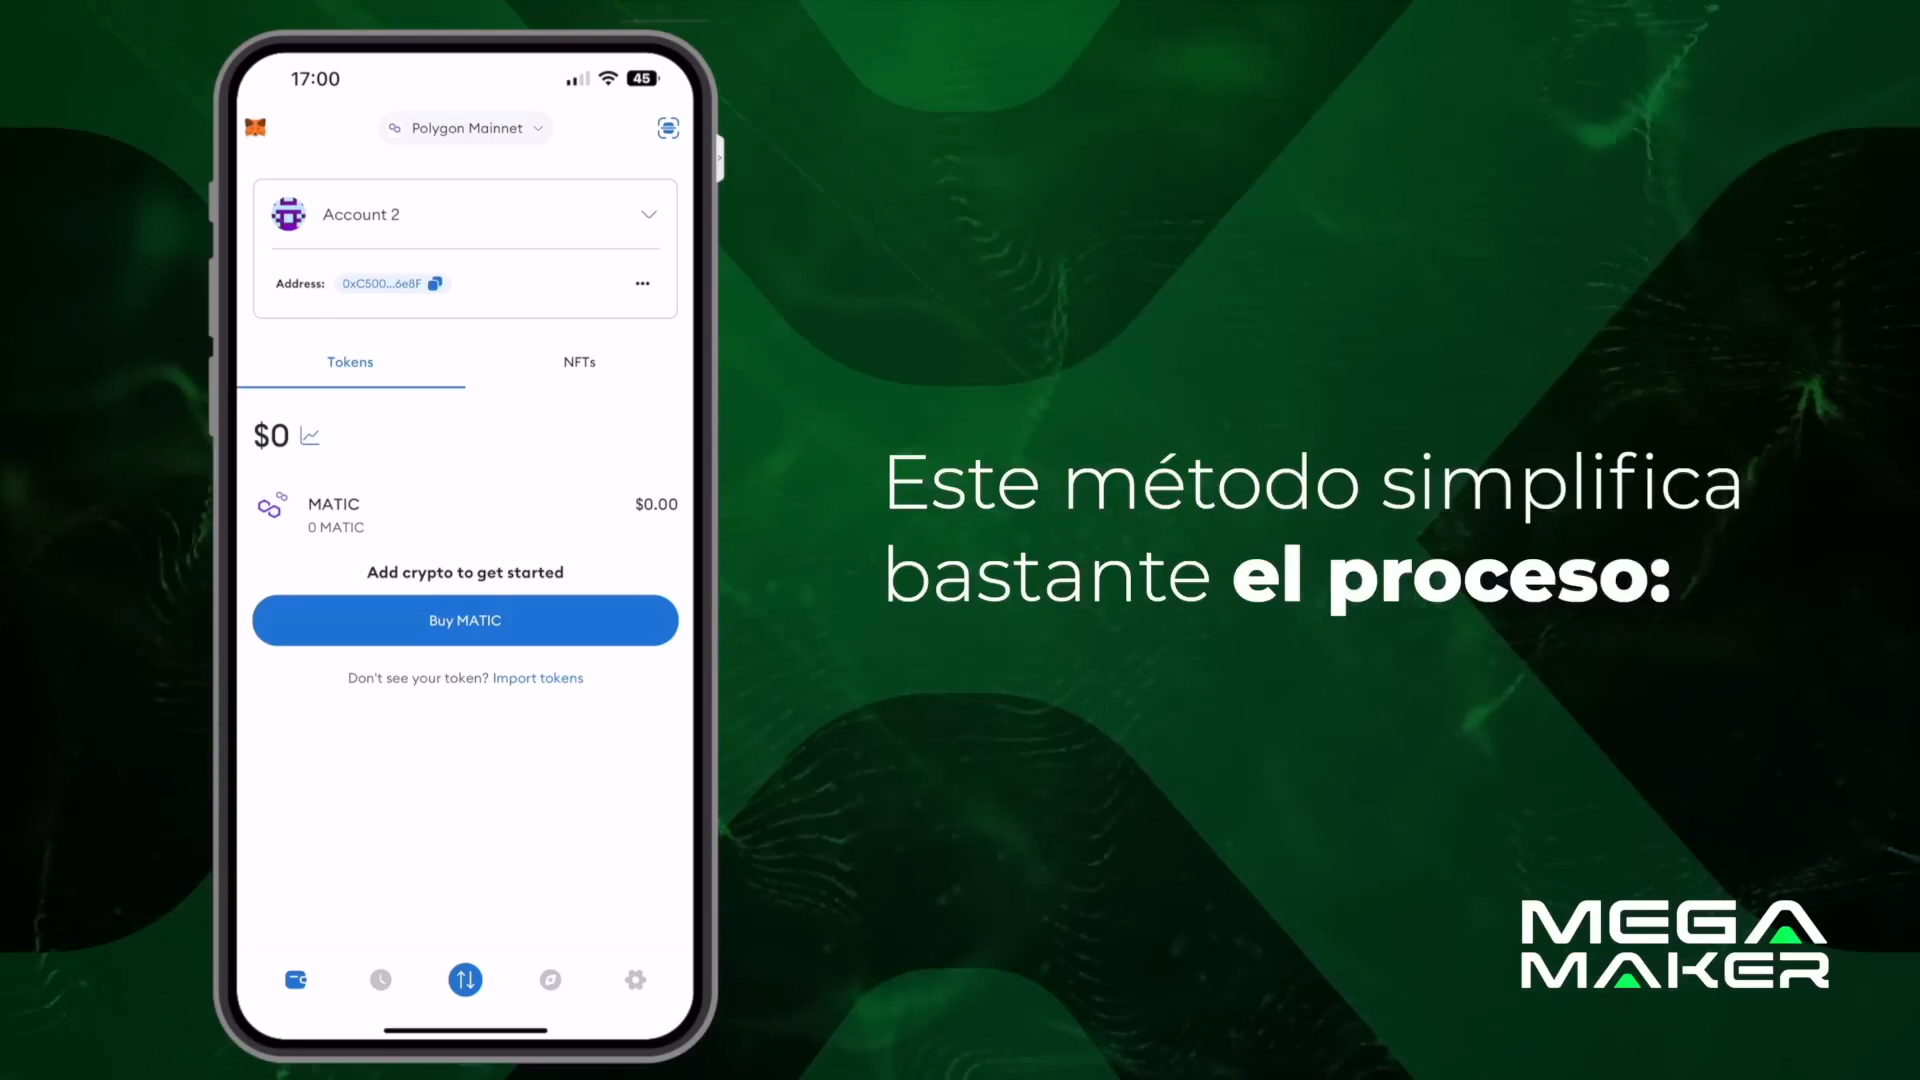 17:00
45
Polygon Mainnet
Account 2
Address: 0xC500...6e8F
Tokens
NFTs
$0
MATIC
$0.00
0 MATIC
Add crypto to get started
Buy MATIC
Don't see your token? Import tokens
Este método simplifica
bastante el proceso:
MEGA
MAKER